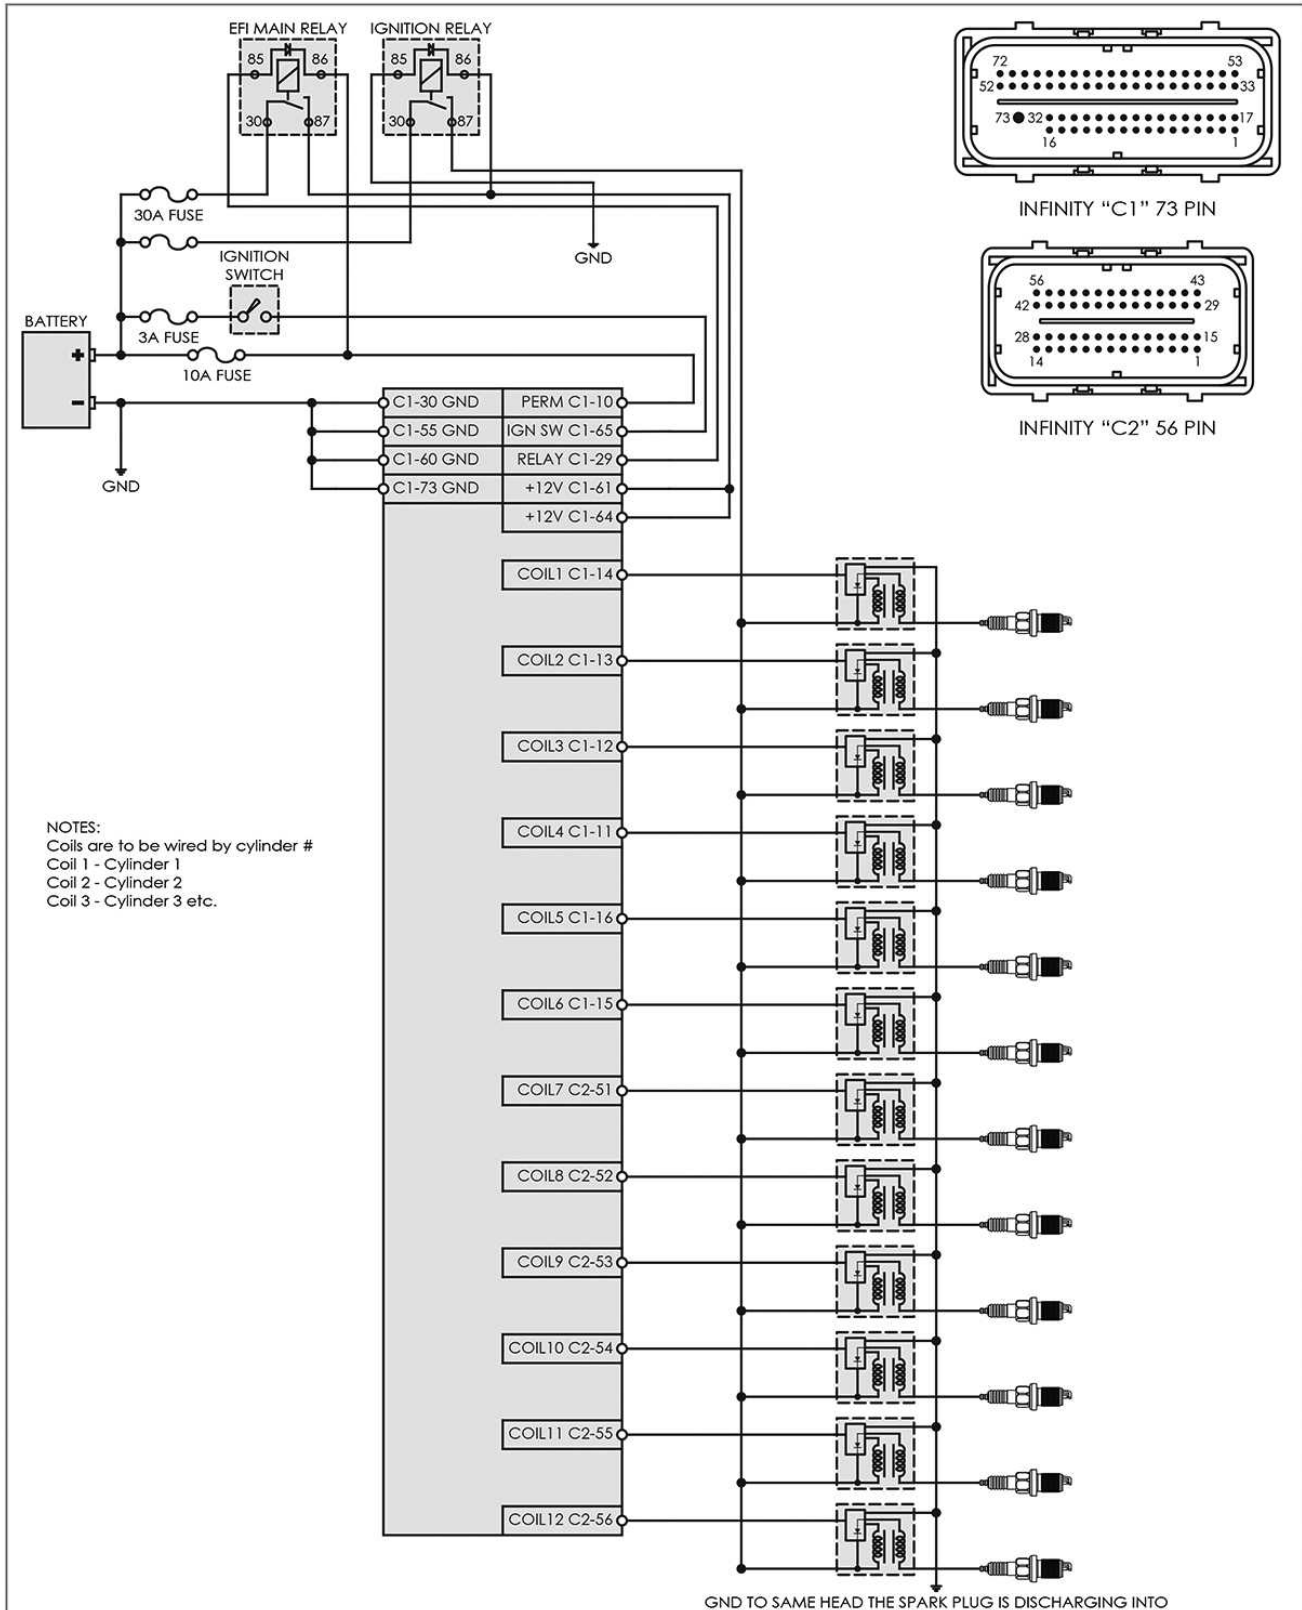 EFI MAIN RELAY
IGNITION RELAY
85
86
85
86
30
87
30
87
30A FUSE
IGNITION
SWITCH
GND
BATTERY
3A FUSE
+
10A FUSE
-
GND
C1-30 GND
PERM C1-10
C1-55 GND
IGN SW C1-65
C1-60 GND
RELAY C1-29
C1-73 GND
+12V C1-61
+12V C1-64
COIL1 C1-14
COIL2 C1-13
COIL3 C1-12
COIL4 C1-11
COIL5 C1-16
COIL6 C1-15
COIL7 C2-51
COIL8 C2-52
COIL9 C2-53
COIL10 C2-54
COIL11 C2-55
COIL12 C2-56
NOTES:
Coils are to be wired by cylinder #
Coil 1 - Cylinder 1
Coil 2 - Cylinder 2
Coil 3 - Cylinder 3 etc.
72
53
52
33
73
32
17
16
1
INFINITY “C1” 73 PIN
56
43
42
29
28
15
14
1
INFINITY “C2” 56 PIN
GND TO SAME HEAD THE SPARK PLUG IS DISCHARGING INTO